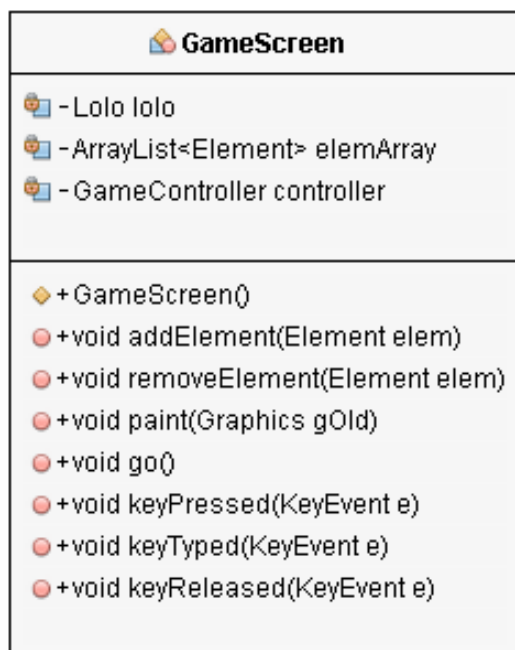 GameScreen
-Lolo lolo
-ArrayList<Element> elemArray
-GameController controller
+GameScreen()
+void addElement(Element elem)
+void removeElement(Element elem)
+void paint(Graphics gOld)
+void go()
+void keyPressed(KeyEvent e)
+void keyTyped(KeyEvent e)
+void keyReleased(KeyEvent e)